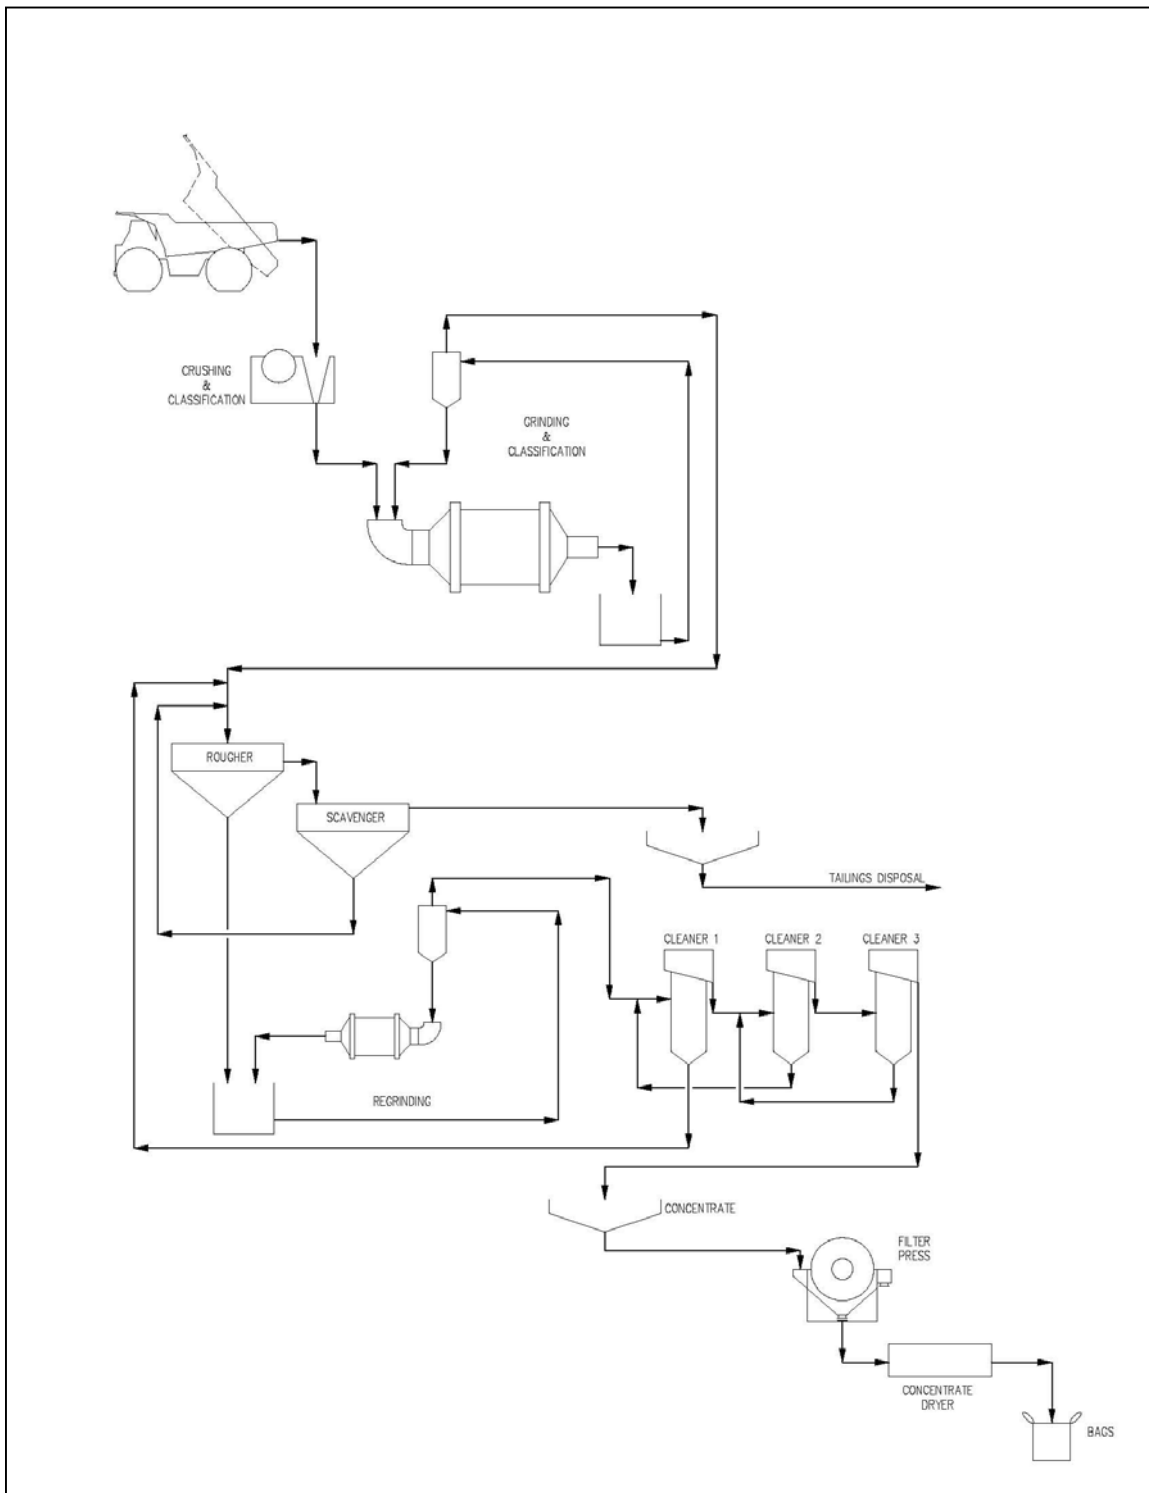 CRUSHING
&
CLASSIFICATION
GRINDING
&
CLASSIFICATION
ROUGHER
SCAVENGER
TAILINGS DISPOSAL
CLEANER 1
CLEANER 2
CLEANER 3
REGRINDING
CONCENTRATE
FILTER
PRESS
CONCENTRATE
DRYER
BAGS